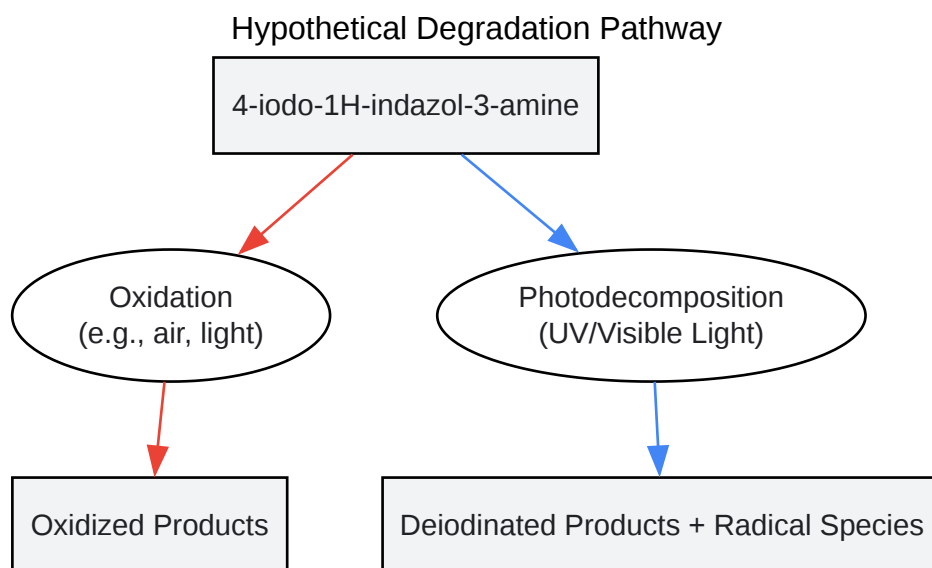 Hypothetical Degradation Pathway
4-iodo-1H-indazol-3-amine
Oxidation
(e.g., air, light)
Photodecomposition
(UV/Visible Light)
Oxidized Products
Deiodinated Products + Radical Species